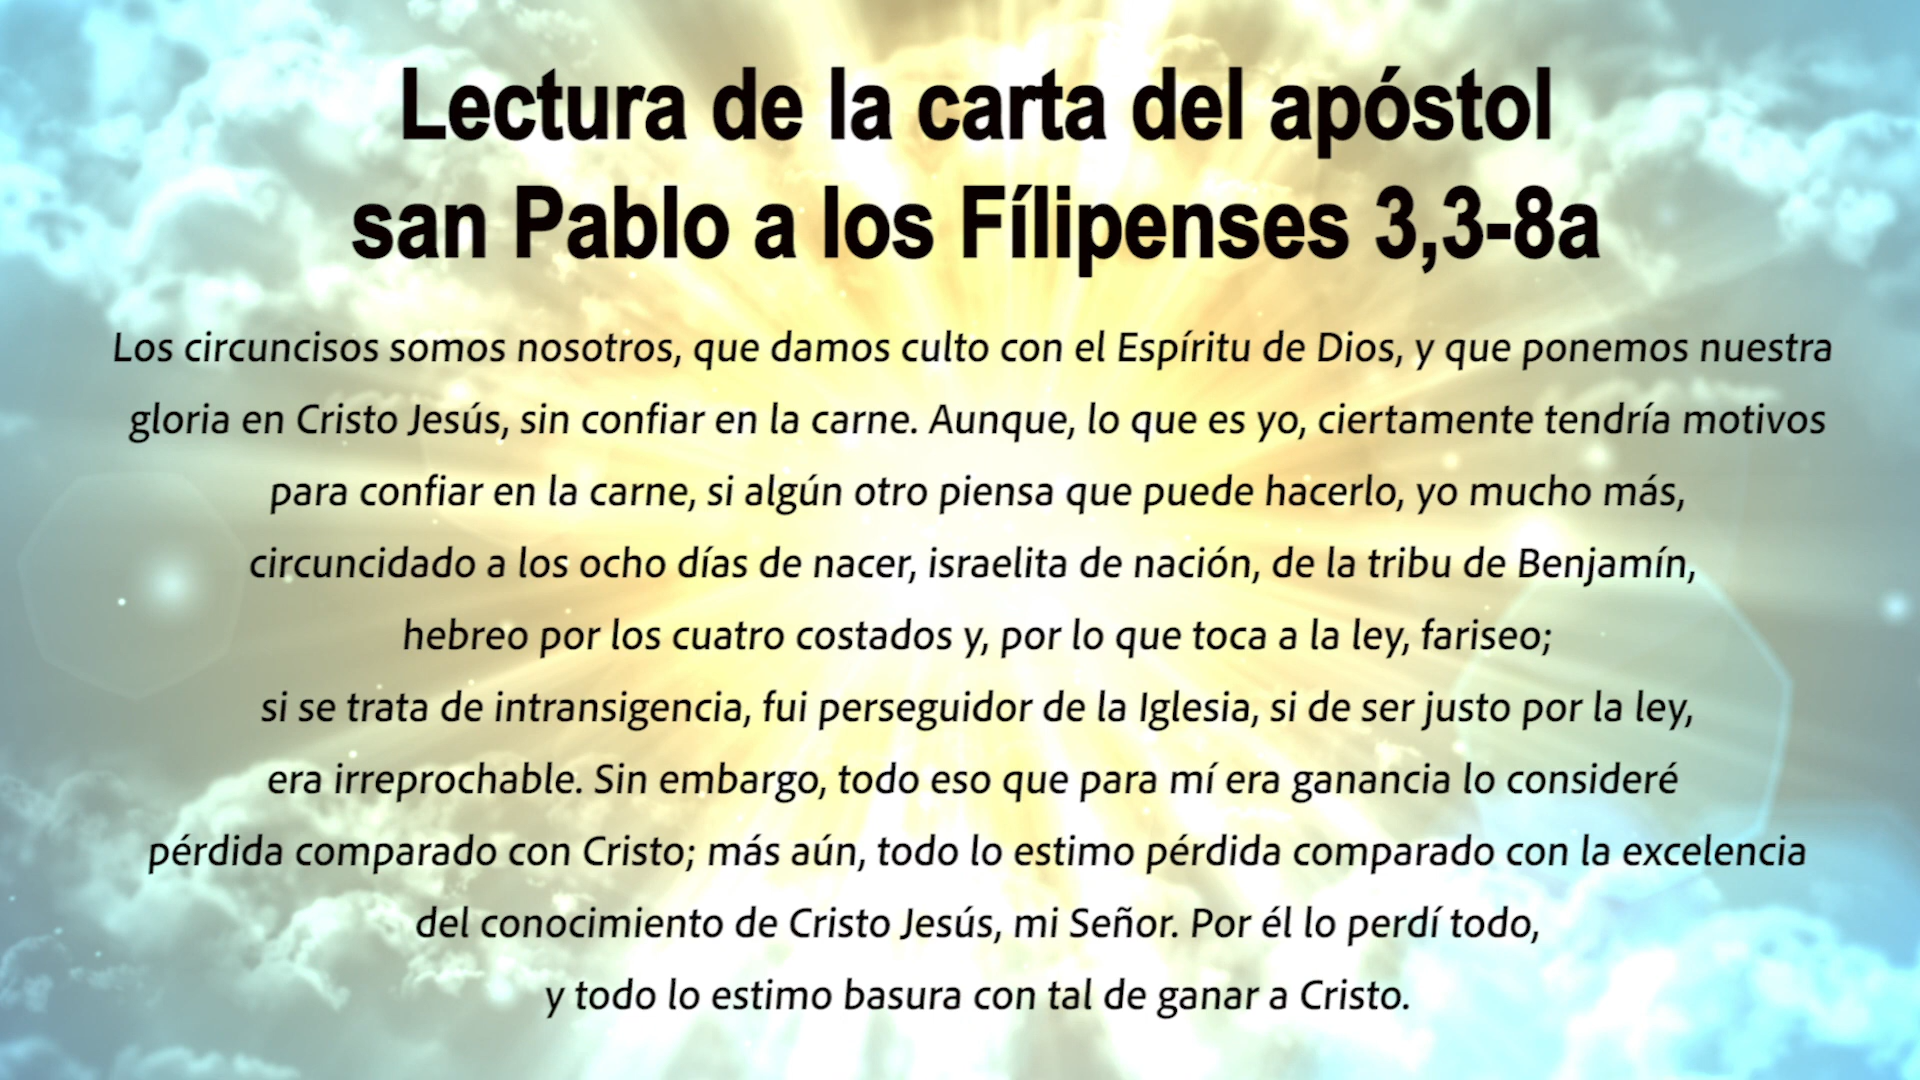 Lectura de la carta del apóstol
san Pablo a los Fílipenses 3,3-8a
Los circuncisos somos nosotros, que damos culto con el Espíritu de Dios, y que ponemos nuestra
gloria en Cristo Jesús, sin confiar en la carne. Aunque, lo que es yo, ciertamente tendría motivos
para confiar en la carne, si algún otro piensa que puede hacerlo, yo mucho más,
circuncidado a los ocho días de nacer, israelita de nación, de la tribu de Benjamín,
hebreo por los cuatro costados y, por lo que toca a la ley, fariseo;
si se trata de intransigencia, fui perseguidor de la Iglesia, si de ser justo por la ley,
era irreprochable. Sin embargo, todo eso que para mí era ganancia lo consideré
pérdida comparado con Cristo; más aún, todo lo estimo pérdida comparado con la excelencia
del conocimiento de Cristo Jesús, mi Señor. Por él lo perdí todo,
y todo lo estimo basura con tal de ganar a Cristo.